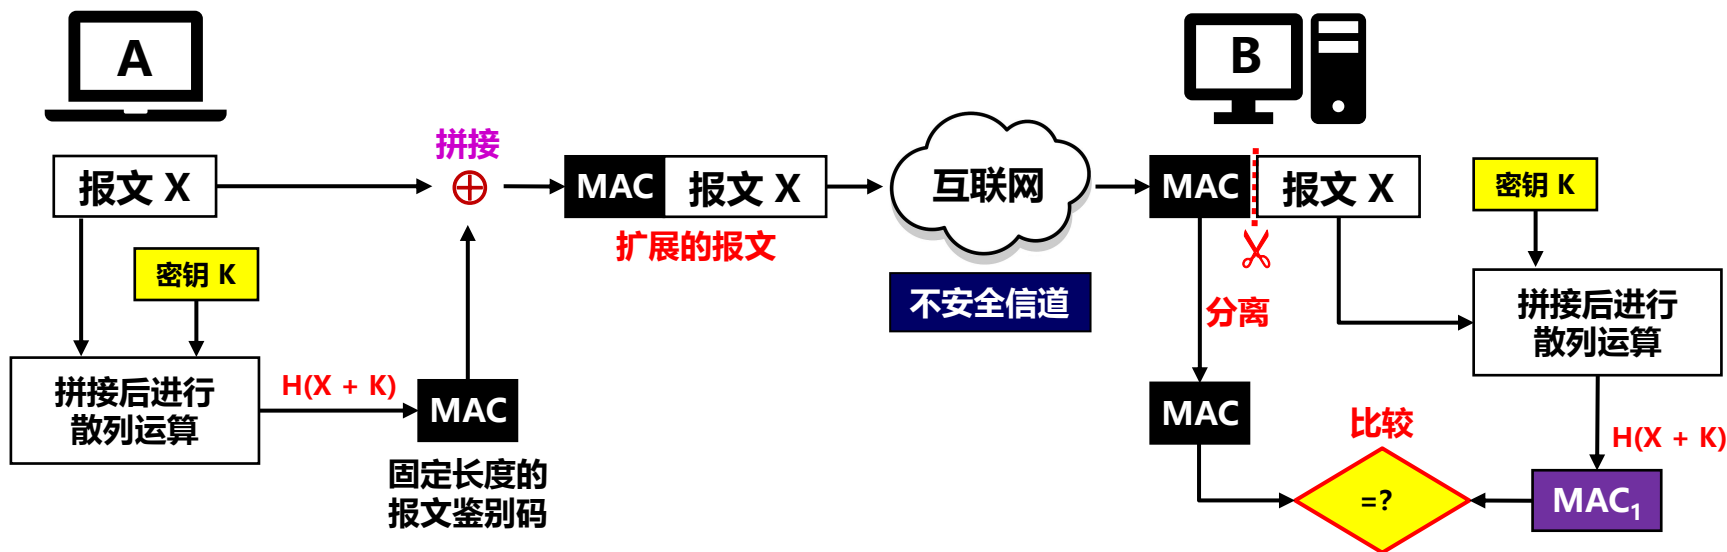 A
B
拼接
报文 X
MAC
报文 X
互联网
MAC
报文 X
密钥 K
扩展的报文
密钥 K
不安全信道
分离
拼接后进行
散列运算
拼接后进行
散列运算
H(X + K)
MAC
固定长度的
报文鉴别码
MAC
比较
H(X + K)
=?
MAC₁